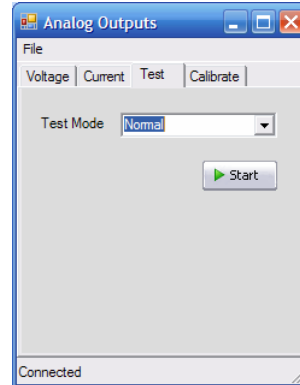 Analog Outputs
File
Voltage Current Test Calibrate
Test Mode Normal
Start
Connected